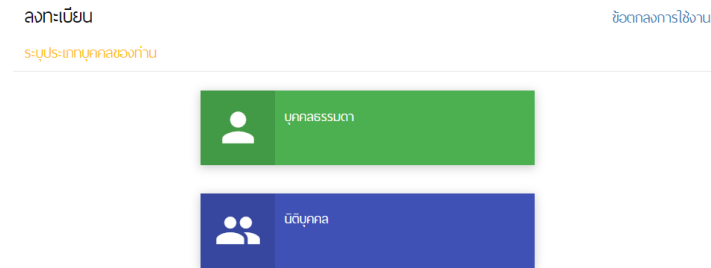 ลงทะเบียน
ข้อตกลงการใช้งาน
ระบุประเภทบุคคลของท่าน
บุคคลธรรมดา
นิติบุคคล